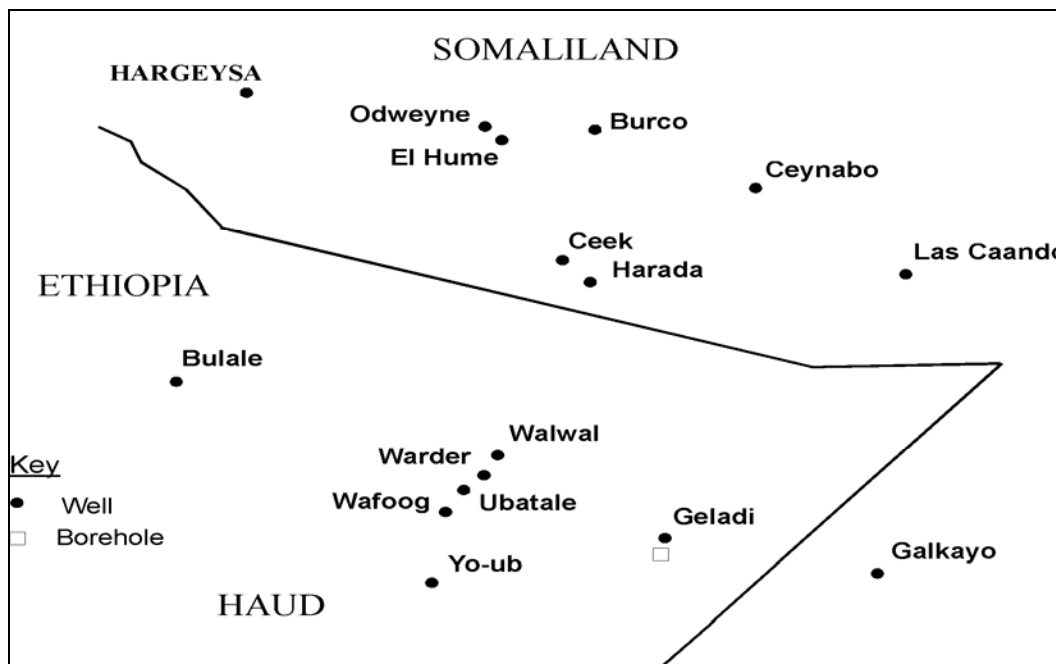 SOMALILAND
HARGEYSA
Odweyne
Burco
El Hume
Ceynabo
Ceek
Las Caando
Harada
ETHIOPIA
Bulale
Walwal
Warder
Key
Well
Wafoog
Ubatale
Geladi
Borehole
Yo-ub
Galkayo
HAUD